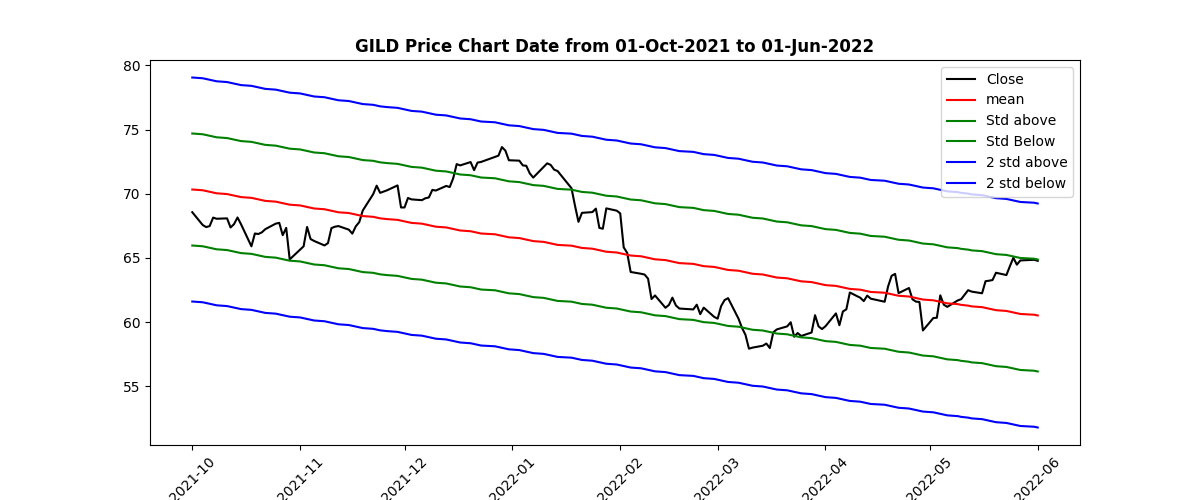 GILD Price Chart Date from 01-Oct-2021 to 01-Jun-2022
80
75
70
65
60
55
Close
mean
Std above
Std Below
2 std above
2 std below
2021-10
2021-11
2021-12
2022-01
2022-02
2022-03
2022-04
2022-05
2022-06